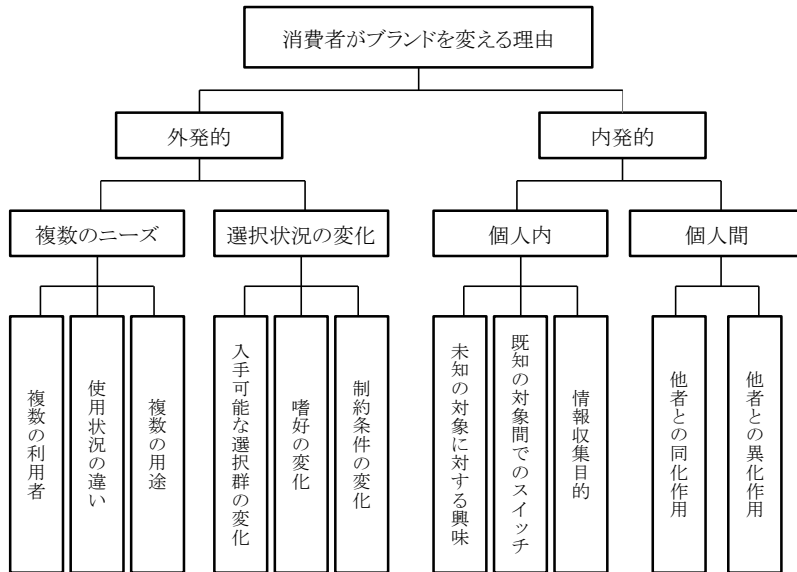 消費者がブランドを変える理由
外発的
内発的
複数のニーズ
選択状況の変化
個人内
個人間
複数の利用者
使用状況の違い
複数の用途
入手可能な選択群の変化
嗜好の変化
制約条件の変化
未知の対象に対する興味
既知の対象間でのスイッチ
情報収集目的
他者との同化作用
他者との異化作用